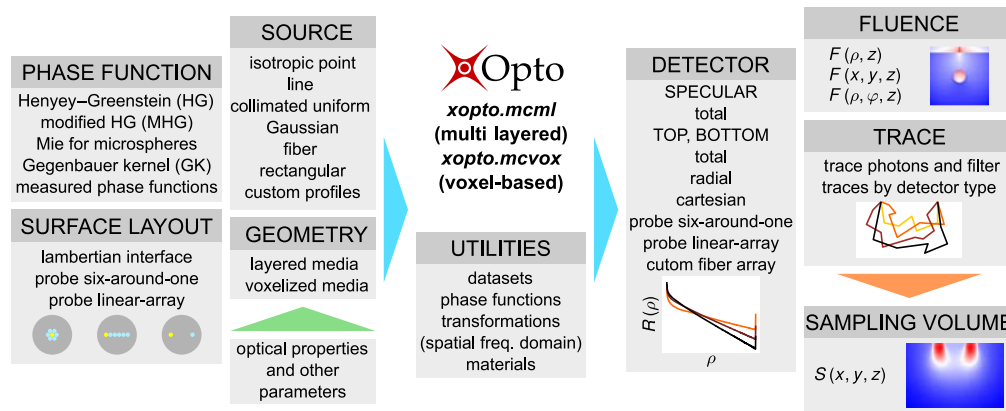 PHASE FUNCTION
Henyey–Greenstein (HG)
modified HG (MHG)
Mie for microspheres
Gegenbauer kernel (GK)
measured phase functions
SURFACE LAYOUT
lambertian interface
probe six-around-one
probe linear-array
SOURCE
isotropic point
line
collimated uniform
Gaussian
fiber
rectangular
custom profiles
GEOMETRY
layered media
voxelized media
optical properties
and other
parameters
Opto
xopto.mcml
(multi layered)
xopto.mcvox
(voxel-based)
UTILITIES
datasets
phase functions
transformations
(spatial freq. domain)
materials
DETECTOR
SPECULAR
total
TOP, BOTTOM
total
radial
cartesian
probe six-around-one
probe linear-array
cutom fiber array
R(ρ)
ρ
FLUENCE
F(ρ, z)
F(x, y, z)
F(ρ, φ, z)
TRACE
trace photons and filter
traces by detector type
SAMPLING VOLUME
S(x, y, z)